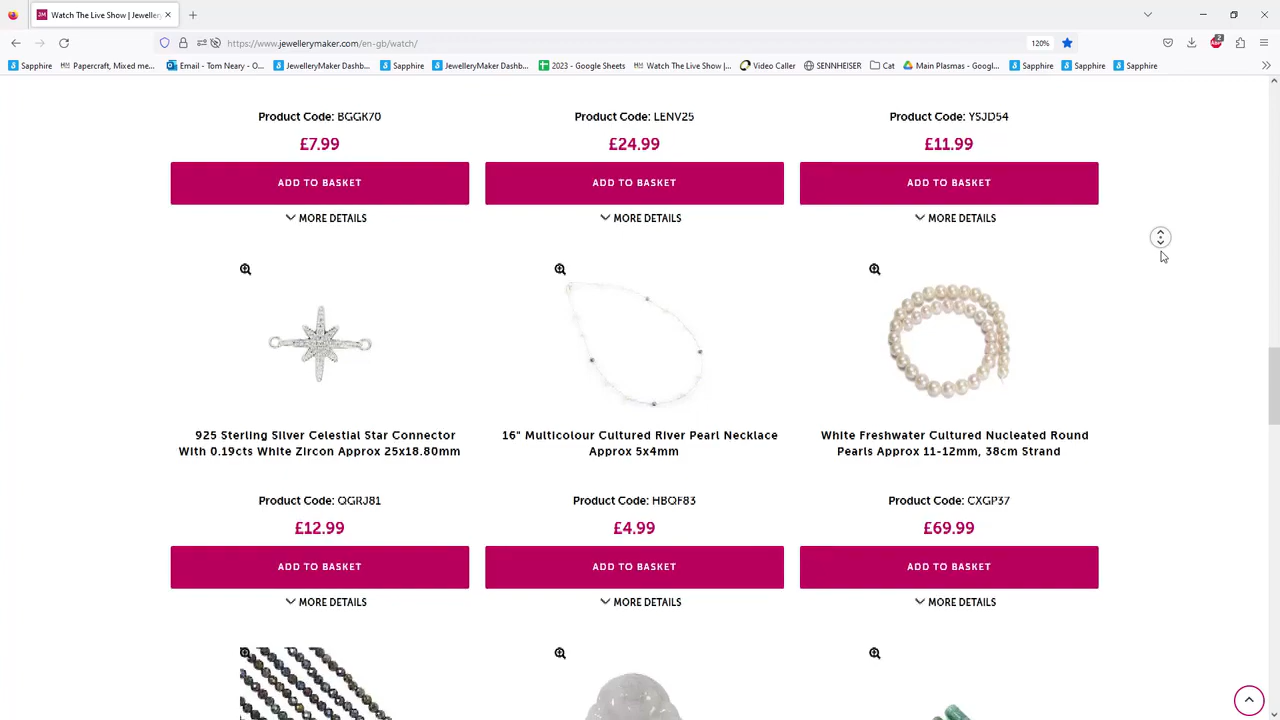 JM Watch The Live Show | Jeweller
https://www.jewellerymaker.com/en-gb/watch/
120%
2
Sapphire
Papercraft, Mixed me...
Email - Tom Neary - O...
JewelleryMaker Dashb...
Sapphire
JewelleryMaker Dashb...
2023 - Google Sheets
Watch The Live Show |...
Video Caller
SENNHEISER
Cat
Main Plasmas - Googl...
Sapphire
Sapphire
Sapphire
Product Code: BGGK70
Product Code: LENV25
Product Code: YSJD54
£7.99
£24.99
£11.99
ADD TO BASKET
ADD TO BASKET
ADD TO BASKET
MORE DETAILS
MORE DETAILS
MORE DETAILS
925 Sterling Silver Celestial Star Connector
With 0.19cts White Zircon Approx 25x18.80mm
16" Multicolour Cultured River Pearl Necklace
Approx 5x4mm
White Freshwater Cultured Nucleated Round
Pearls Approx 11-12mm, 38cm Strand
Product Code: QGRJ81
Product Code: HBQF83
Product Code: CXGP37
£12.99
£4.99
£69.99
ADD TO BASKET
ADD TO BASKET
ADD TO BASKET
MORE DETAILS
MORE DETAILS
MORE DETAILS